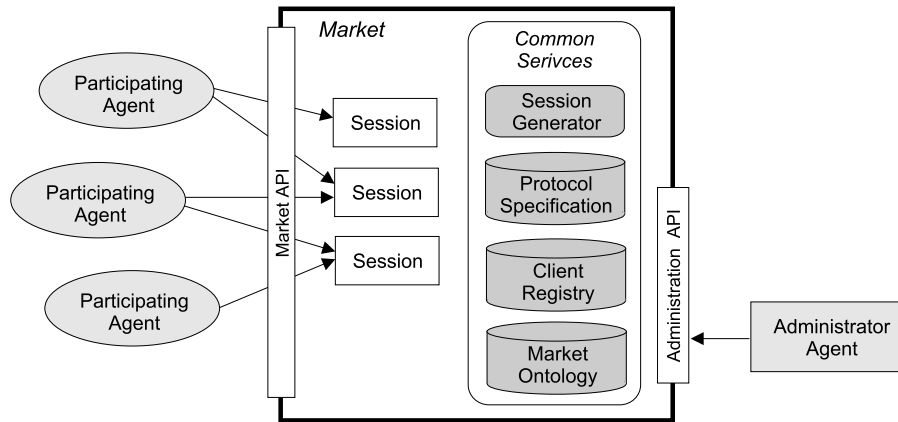 Market
Common
Serivces
Participating
Agent
Session
Session
Generator
Participating
Agent
Session
Protocol
Specification
Market API
Session
Client
Registry
Administration API
Participating
Agent
Market
Ontology
Administrator
Agent